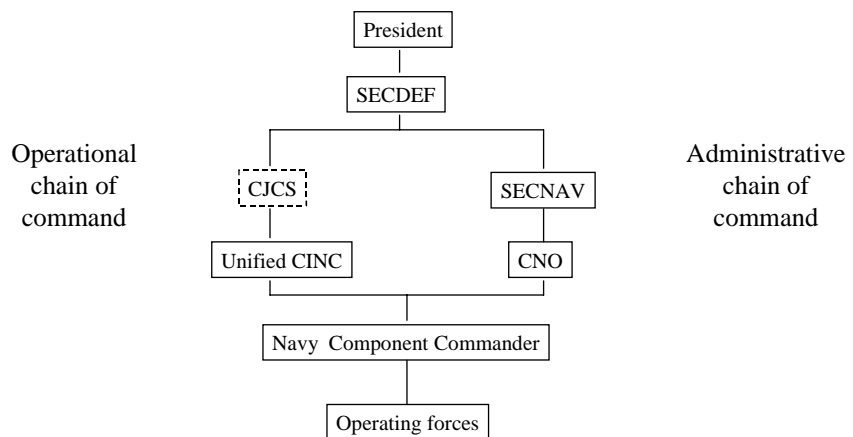 President
SECDEF
Operational
chain of
command
CJCS
SECNAV
Administrative
chain of
command
Unified CINC
CNO
Navy Component Commander
Operating forces